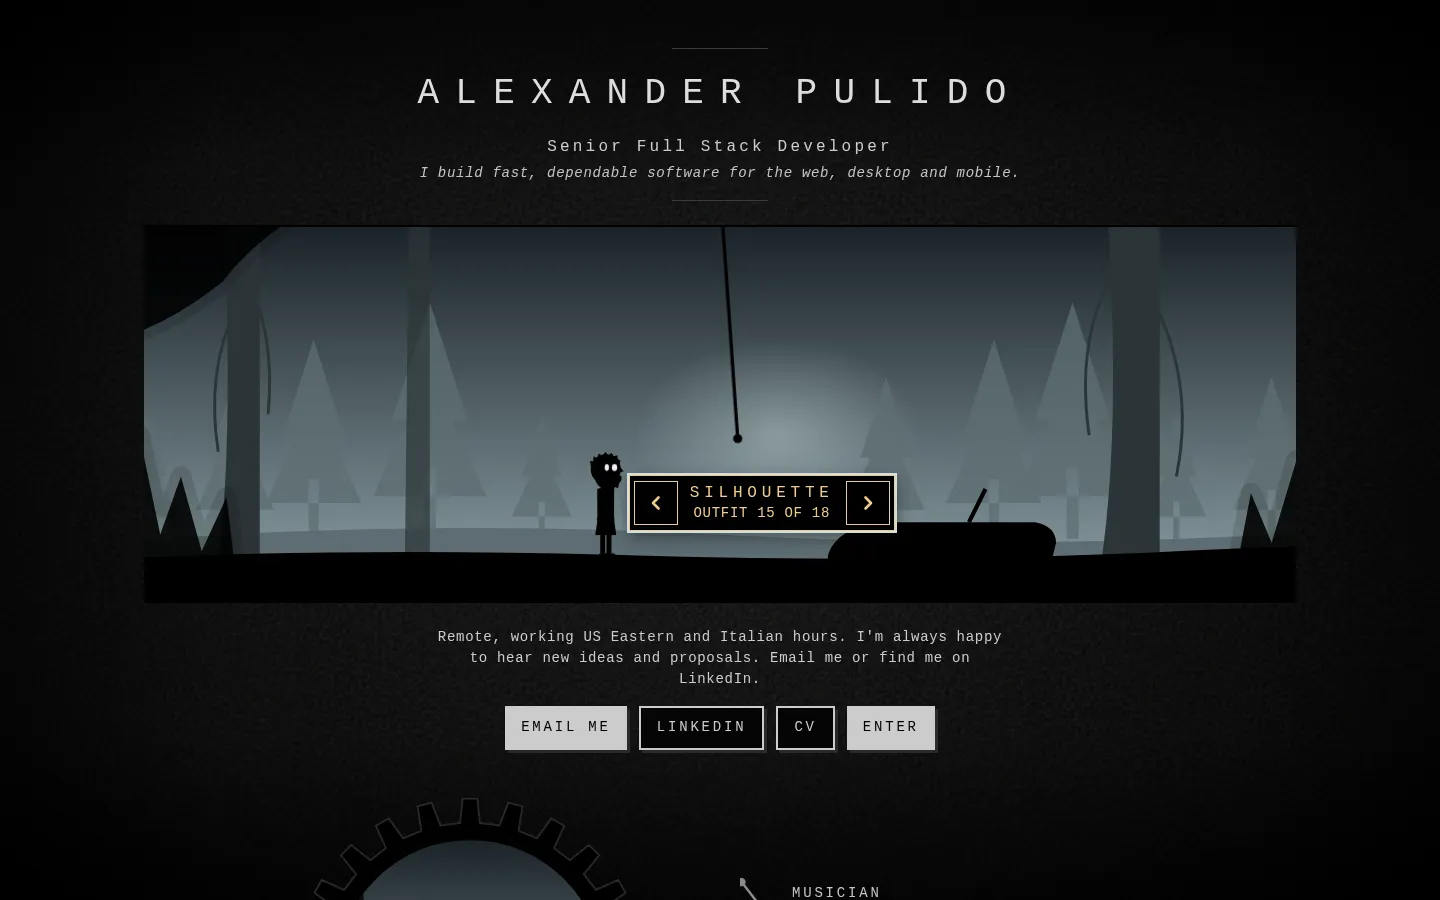 ALEXANDER PULIDO
Senior Full Stack Developer
I build fast, dependable software for the web, desktop and mobile.
SILHOUETTE
OUTFIT 15 OF 18
Remote, working US Eastern and Italian hours. I'm always happy
to hear new ideas and proposals. Email me or find me on
LinkedIn.
EMAIL ME
LINKEDIN
CV
ENTER
MUSICIAN